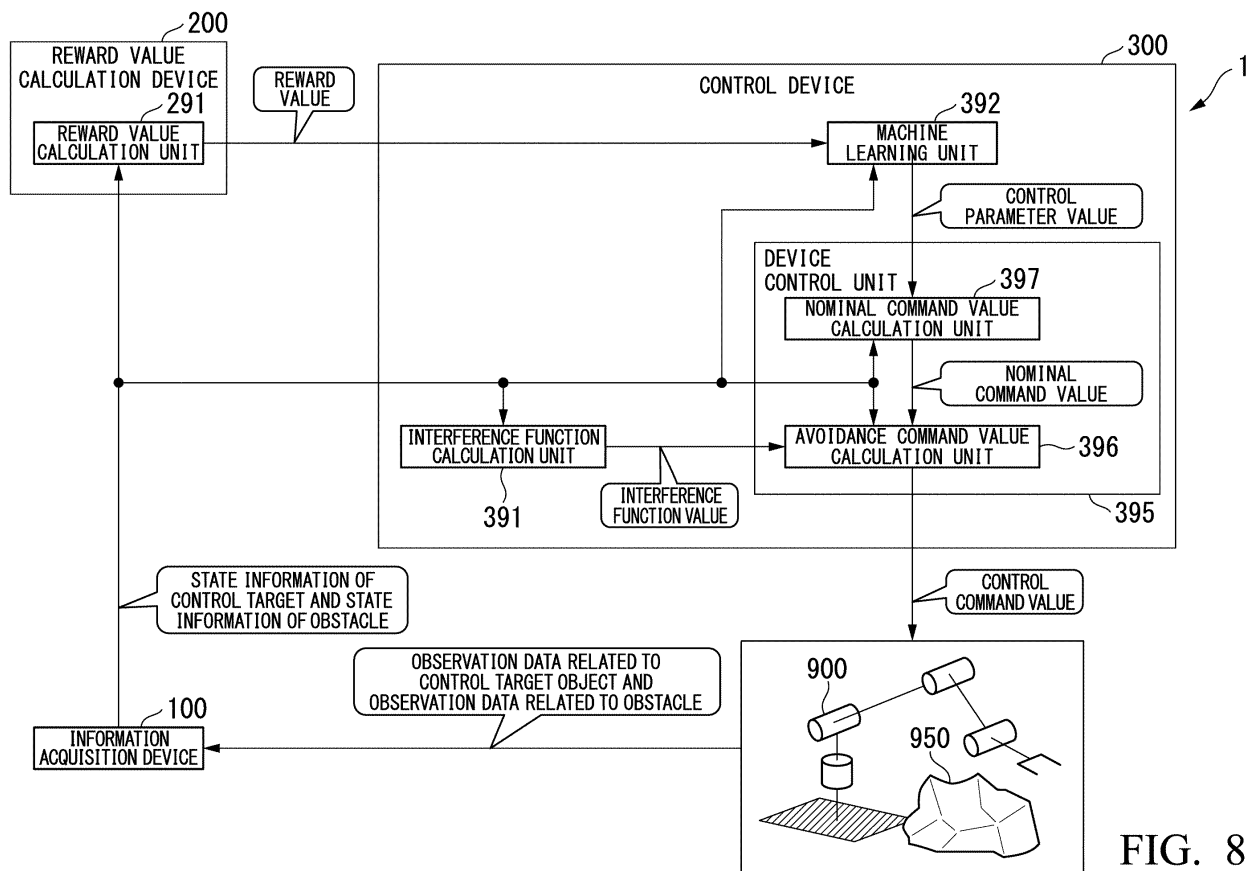 200
REWARD VALUE
CALCULATION DEVICE
291
REWARD VALUE
CALCULATION UNIT
REWARD
VALUE
300
1
CONTROL DEVICE
392
MACHINE
LEARNING UNIT
CONTROL
PARAMETER VALUE
DEVICE
CONTROL UNIT
397
NOMINAL COMMAND VALUE
CALCULATION UNIT
NOMINAL
COMMAND VALUE
INTERFERENCE FUNCTION
CALCULATION UNIT
391
INTERFERENCE
FUNCTION VALUE
AVOIDANCE COMMAND VALUE
CALCULATION UNIT
396
395
STATE INFORMATION OF
CONTROL TARGET AND STATE
INFORMATION OF OBSTACLE
CONTROL
COMMAND VALUE
OBSERVATION DATA RELATED TO
CONTROL TARGET OBJECT AND
OBSERVATION DATA RELATED TO OBSTACLE
100
INFORMATION
ACQUISITION DEVICE
900
950
FIG. 8